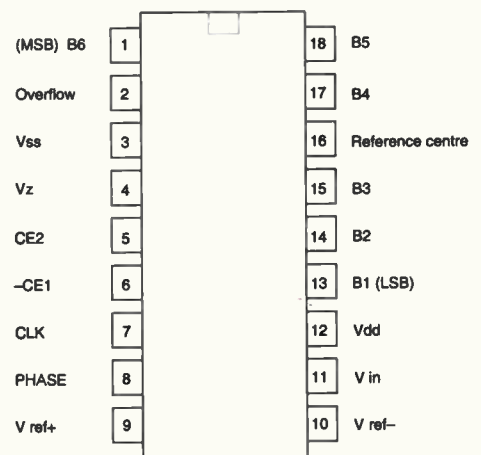 (MSB) B6 1 18 B5
Overflow 2 17 B4
Vss 3 16 Reference centre
Vz 4 15 B3
CE2 5 14 B2
–CE1 6 13 B1 (LSB)
CLK 7 12 Vdd
PHASE 8 11 V in
V ref+ 9 10 V ref–